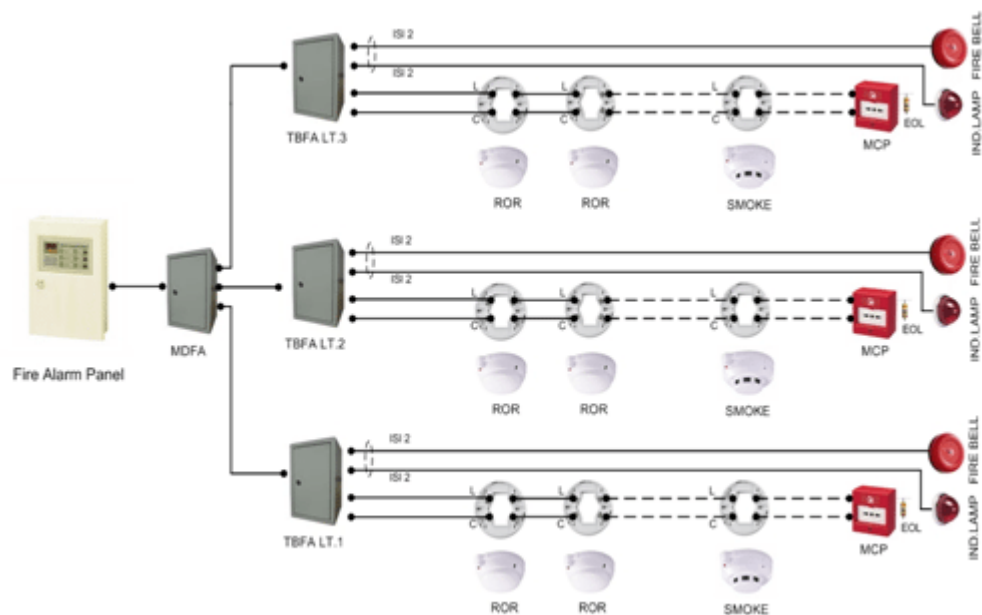 ISI 2
FIRE BELL
ISI 2
L
L
L
C
C
C
EOL
IND.LAMP
TBFA LT.3
MCP
ROR
ROR
SMOKE
ISI 2
FIRE BELL
ISI 2
L
L
L
C
C
C
EOL
IND.LAMP
TBFA LT.2
MCP
MDFA
Fire Alarm Panel
ROR
ROR
SMOKE
ISI 2
FIRE BELL
ISI 2
L
L
L
C
C
C
EOL
IND.LAMP
TBFA LT.1
MCP
ROR
ROR
SMOKE